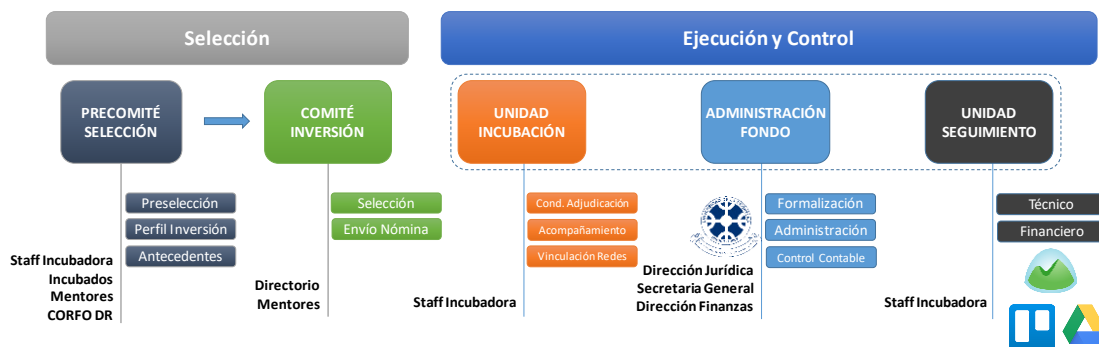 Selección
Ejecución y Control
PRECOMITÉ
SELECCIÓN
COMITÉ
INVERSIÓN
UNIDAD
INCUBACIÓN
ADMINISTRACIÓN
FONDO
UNIDAD
SEGUIMIENTO
Preselección
Perfil Inversión
Antecedentes
Staff Incubadora
Incubados
Mentores
CORFO DR
Selección
Envío Nómina
Directorio
Mentores
Cond. Adjudicación
Acompañamiento
Vinculación Redes
Staff Incubadora
Formalización
Administración
Control Contable
Dirección Jurídica
Secretaria General
Dirección Finanzas
Técnico
Financiero
Staff Incubadora